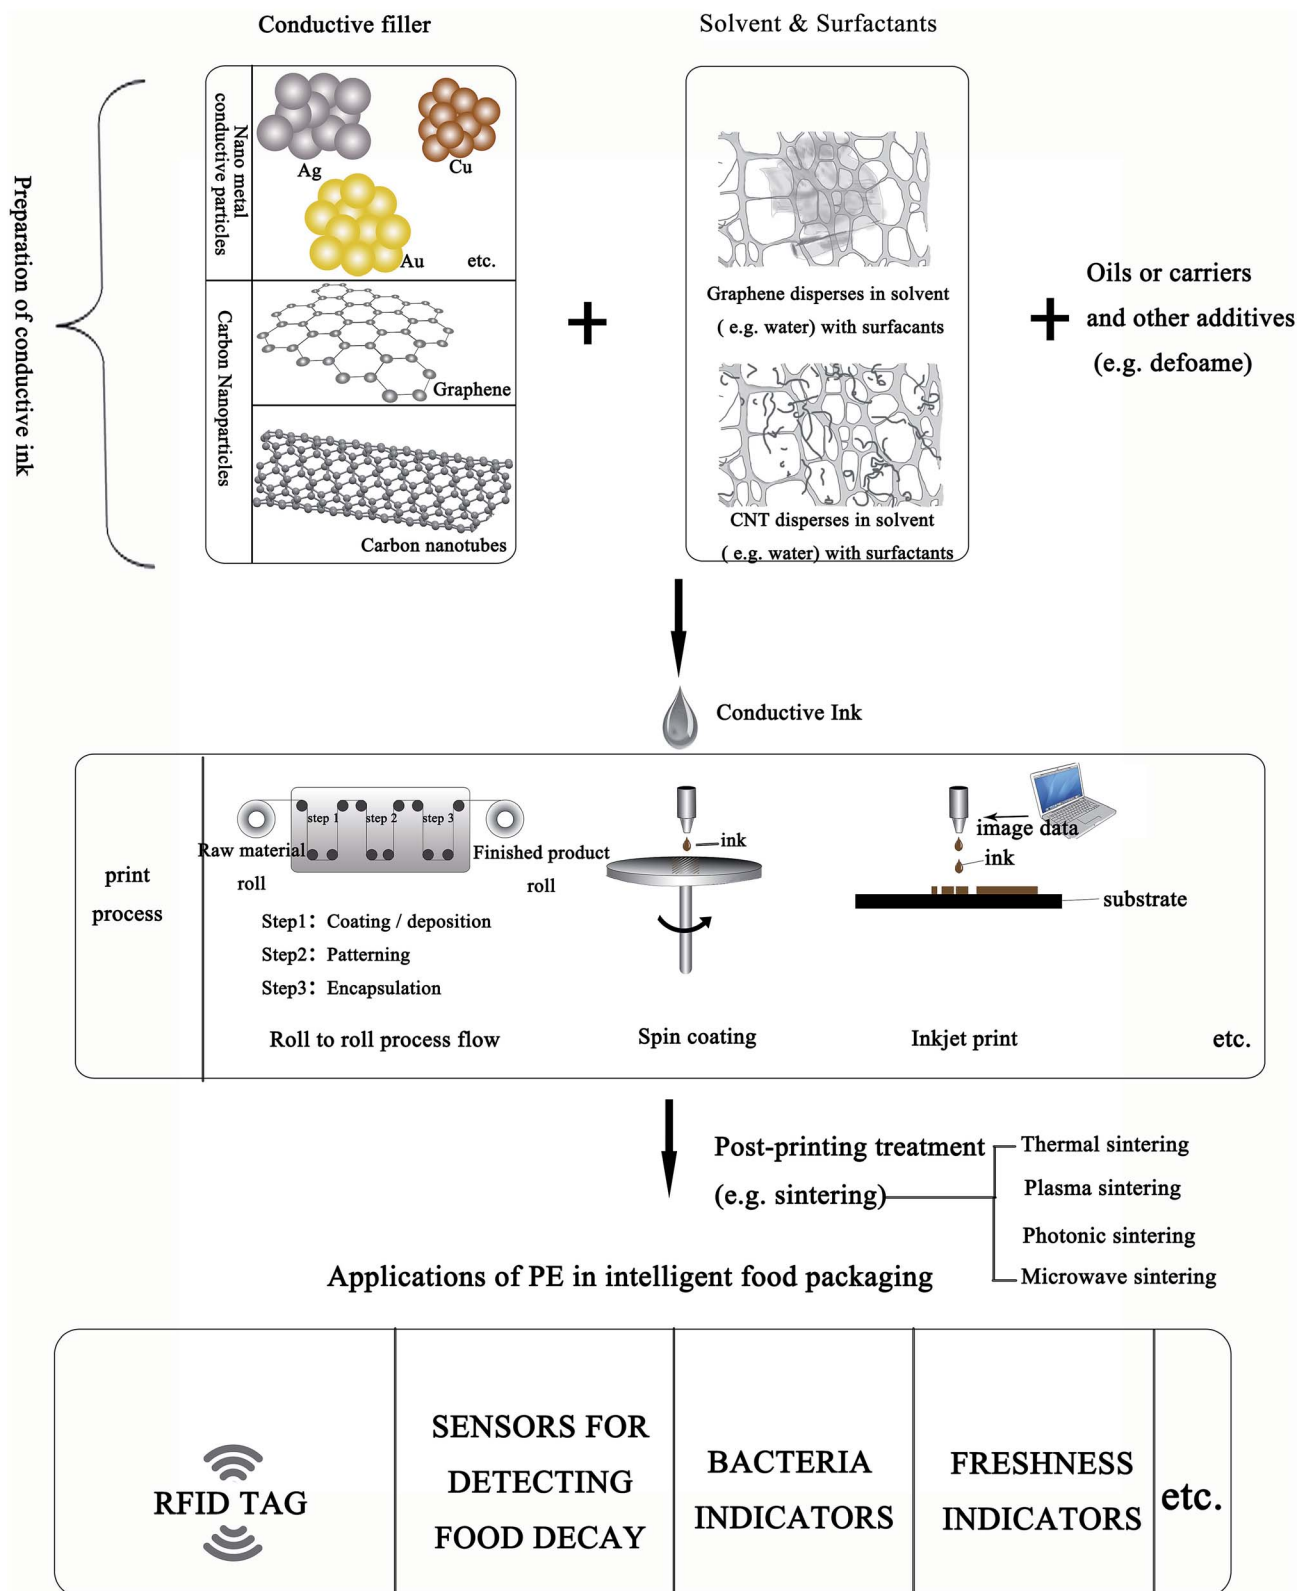 Conductive filler
Solvent & Surfactants
Preparation of conductive ink
Nano metal
conductive particles
Ag
Cu
Au
etc.
Carbon Nanoparticles
Graphene
Carbon nanotubes
Graphene disperses in solvent
( e.g. water) with surfacants
CNT disperses in solvent
( e.g. water) with surfactants
Oils or carriers
and other additives
(e.g. defoame)
Conductive Ink
print
process
step 1
step 2
step 3
Raw material
roll
Finished product
roll
Step1: Coating / deposition
Step2: Patterning
Step3: Encapsulation
Roll to roll process flow
ink
Spin coating
image data
ink
substrate
Inkjet print
etc.
Post-printing treatment
(e.g. sintering)
Thermal sintering
Plasma sintering
Photonic sintering
Microwave sintering
Applications of PE in intelligent food packaging
RFID TAG
SENSORS FOR
DETECTING
FOOD DECAY
BACTERIA
INDICATORS
FRESHNESS
INDICATORS
etc.